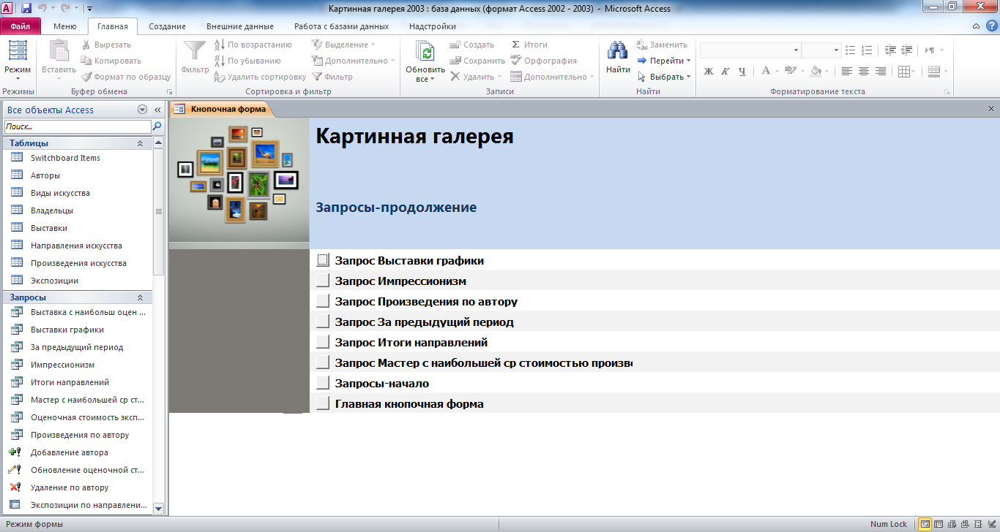 Картинная галерея 2003 : база данных (формат Access 2002 - 2003) - Microsoft Access
Файл Меню Главная Создание Внешние данные Работа с базами данных Надстройки
Режим
Режимы
Вставить
Вырезать
Копировать
Формат по образцу
Буфер обмена
Фильтр
По возрастанию
По убыванию
Удалить сортировку
Выделение
Дополнительно
Фильтр
Сортировка и фильтр
Обновить
все
Создать
Сохранить
Удалить
Итоги
Орфография
Дополнительно
Записи
Найти
Заменить
Перейти
Выбрать
Найти
Ж К Ч А
Форматирование текста
Все объекты Access
Поиск...
Таблицы
Switchboard Items
Авторы
Виды искусства
Владельцы
Выставки
Направления искусства
Произведения искусства
Экспозиции
Запросы
Выставка с наибольш оцен ...
Выставки графики
За предыдущий период
Импрессионизм
Итоги направлений
Мастер с наибольшей ср ст...
Оценочная стоимость эксп...
Произведения по автору
Добавление автора
Обновление оценочной ст...
Удаление по автору
Экспозиции по направлени...
Кнопочная форма
Картинная галерея
Запросы-продолжение
Запрос Выставки графики
Запрос Импрессионизм
Запрос Произведения по автору
Запрос За предыдущий период
Запрос Итоги направлений
Запрос Мастер с наибольшей ср стоимостью произве
Запросы-начало
Главная кнопочная форма
Режим формы
Num Lock